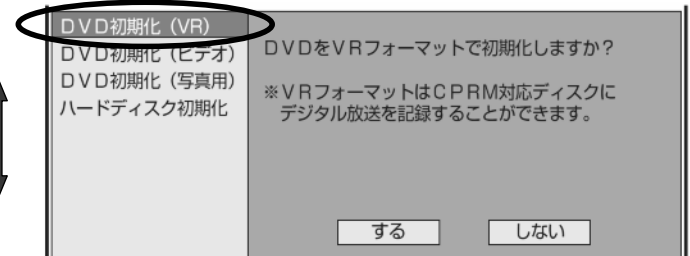 ＤＶＤ初期化（VR）
ＤＶＤ初期化（ビデオ）
ＤＶＤ初期化（写真用）
ハードディスク初期化
ＤＶＤをＶＲフォーマットで初期化しますか？
※ＶＲフォーマットはＣＰＲＭ対応ディスクに
デジタル放送を記録することができます。
する
しない